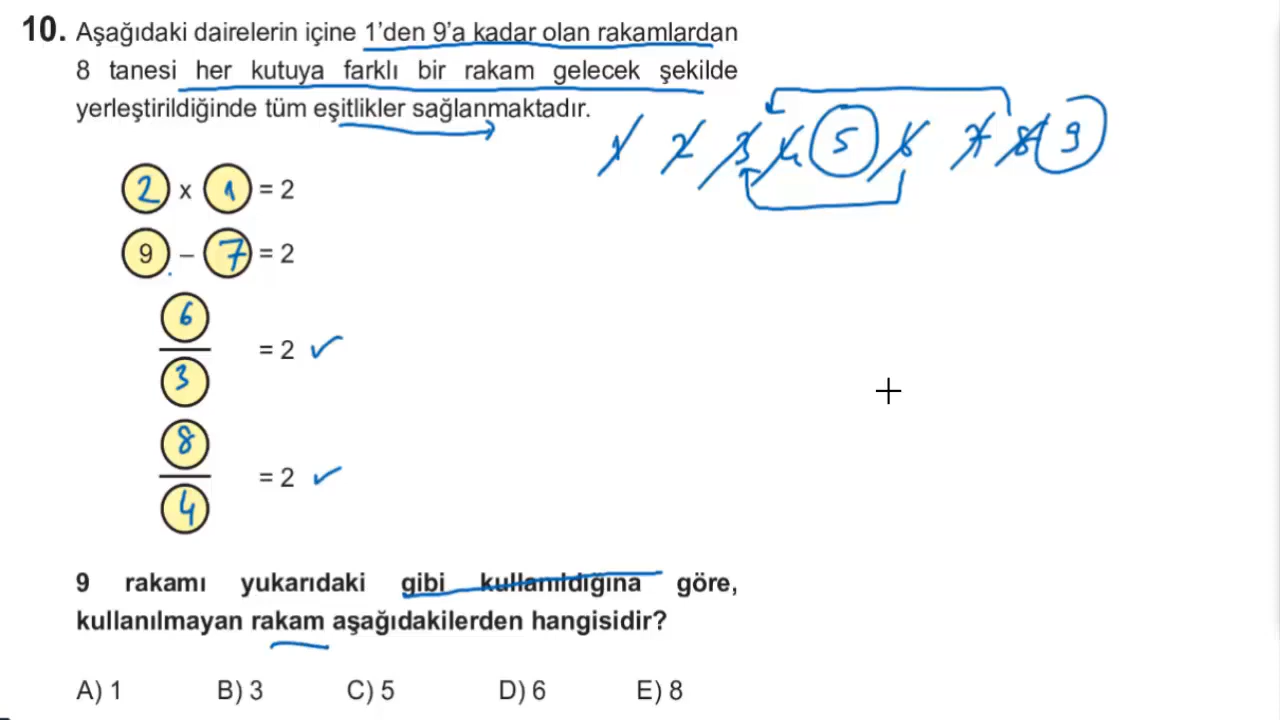 10. Aşağıdaki dairelerin içine 1'den 9'a kadar olan rakamlardan
8 tanesi her kutuya farklı bir rakam gelecek şekilde
yerleştirildiğinde tüm eşitlikler sağlanmaktadır.
1 2 3 4 5 6 7 8 9
2 x 1 = 2
9 – 7 = 2
6
= 2 ✓
3
8
= 2 ✓
4
9 rakamı yukarıdaki gibi kullanıldığına göre,
kullanılmayan rakam aşağıdakilerden hangisidir?
A) 1 B) 3 C) 5 D) 6 E) 8